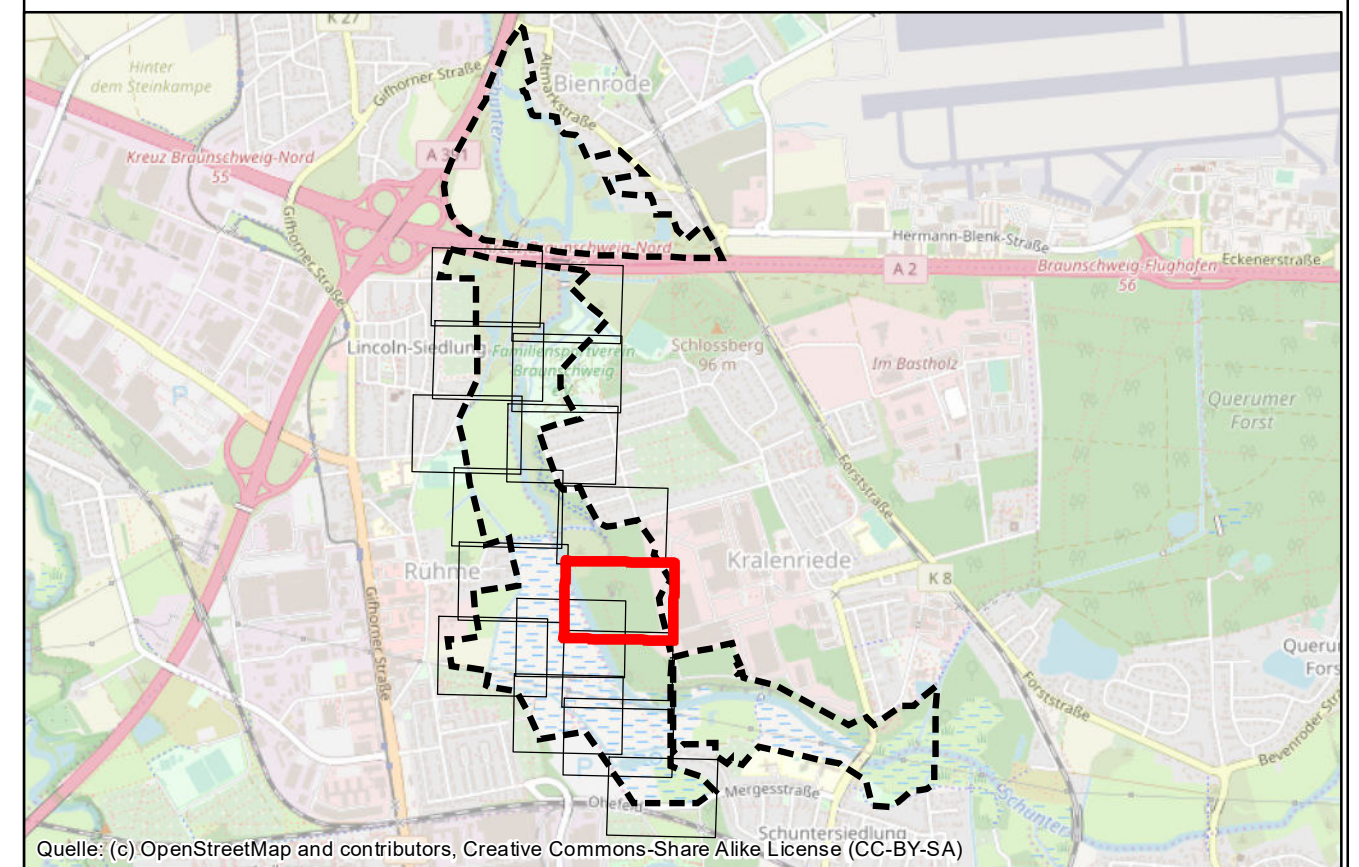 K 27
Hinter
dem Steinkampe
Gifhorner Straße
Altmarkstraße
Bienrode
Schunter
Kreuz Braunschweig-Nord
55
A 391
Gifhorner Straße
Kreuz Braunschweig-Nord
Hermann-Blenk-Straße
Eckenerstraße
A 2
Braunschweig-Flughafen
56
Lincoln-Siedlung
Familiensportverein
Braunschweig
Schlossberg
96 m
Im Bastholz
P
Querumer
Forst
Forststraße
Rühme
Kralenriede
K 8
Gifhorner Straße
Forststraße
Bevenroder
P
Mergesstraße
Schunter
Schuntersiedlung
Quelle: (c) OpenStreetMap and contributors, Creative Commons-Share Alike License (CC-BY-SA)